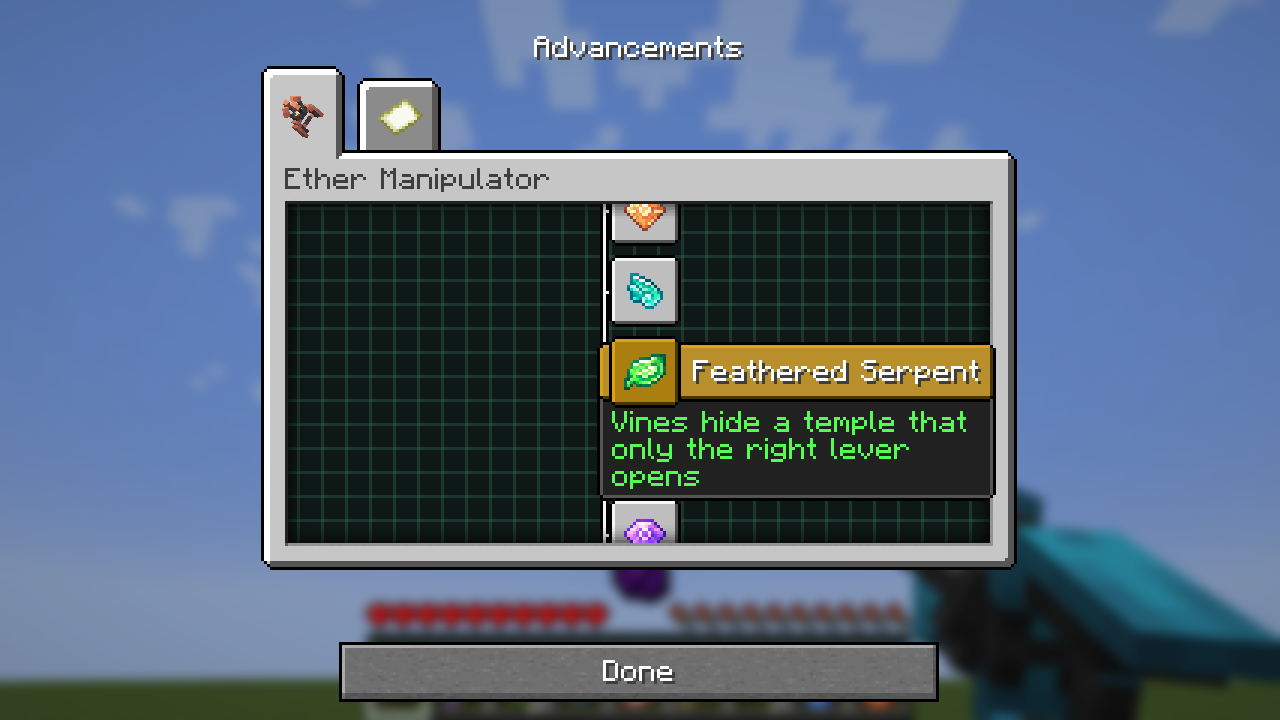 Advancements
Ether Manipulator
Feathered Serpent
Vines hide a temple that
only the right lever
opens
Done